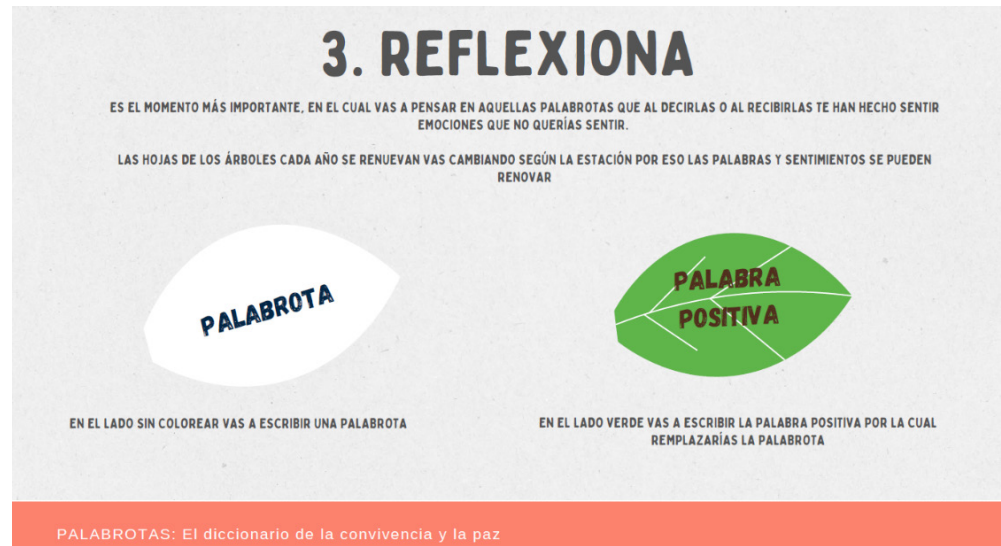 3. REFLEXIONA
ES EL MOMENTO MÁS IMPORTANTE, EN EL CUAL VAS A PENSAR EN AQUELLAS PALABROTAS QUE AL DECIRLAS O AL RECIBIRLAS TE HAN HECHO SENTIR
EMOCIONES QUE NO QUERÍAS SENTIR.
LAS HOJAS DE LOS ÁRBOLES CADA AÑO SE RENUEVAN VAS CAMBIANDO SEGÚN LA ESTACIÓN POR ESO LAS PALABRAS Y SENTIMIENTOS SE PUEDEN
RENOVAR
PALABROTA
PALABRA
POSITIVA
EN EL LADO SIN COLOREAR VAS A ESCRIBIR UNA PALABROTA
EN EL LADO VERDE VAS A ESCRIBIR LA PALABRA POSITIVA POR LA CUAL
REMPLAZARÍAS LA PALABROTA
PALABROTAS: El diccionario de la convivencia y la paz